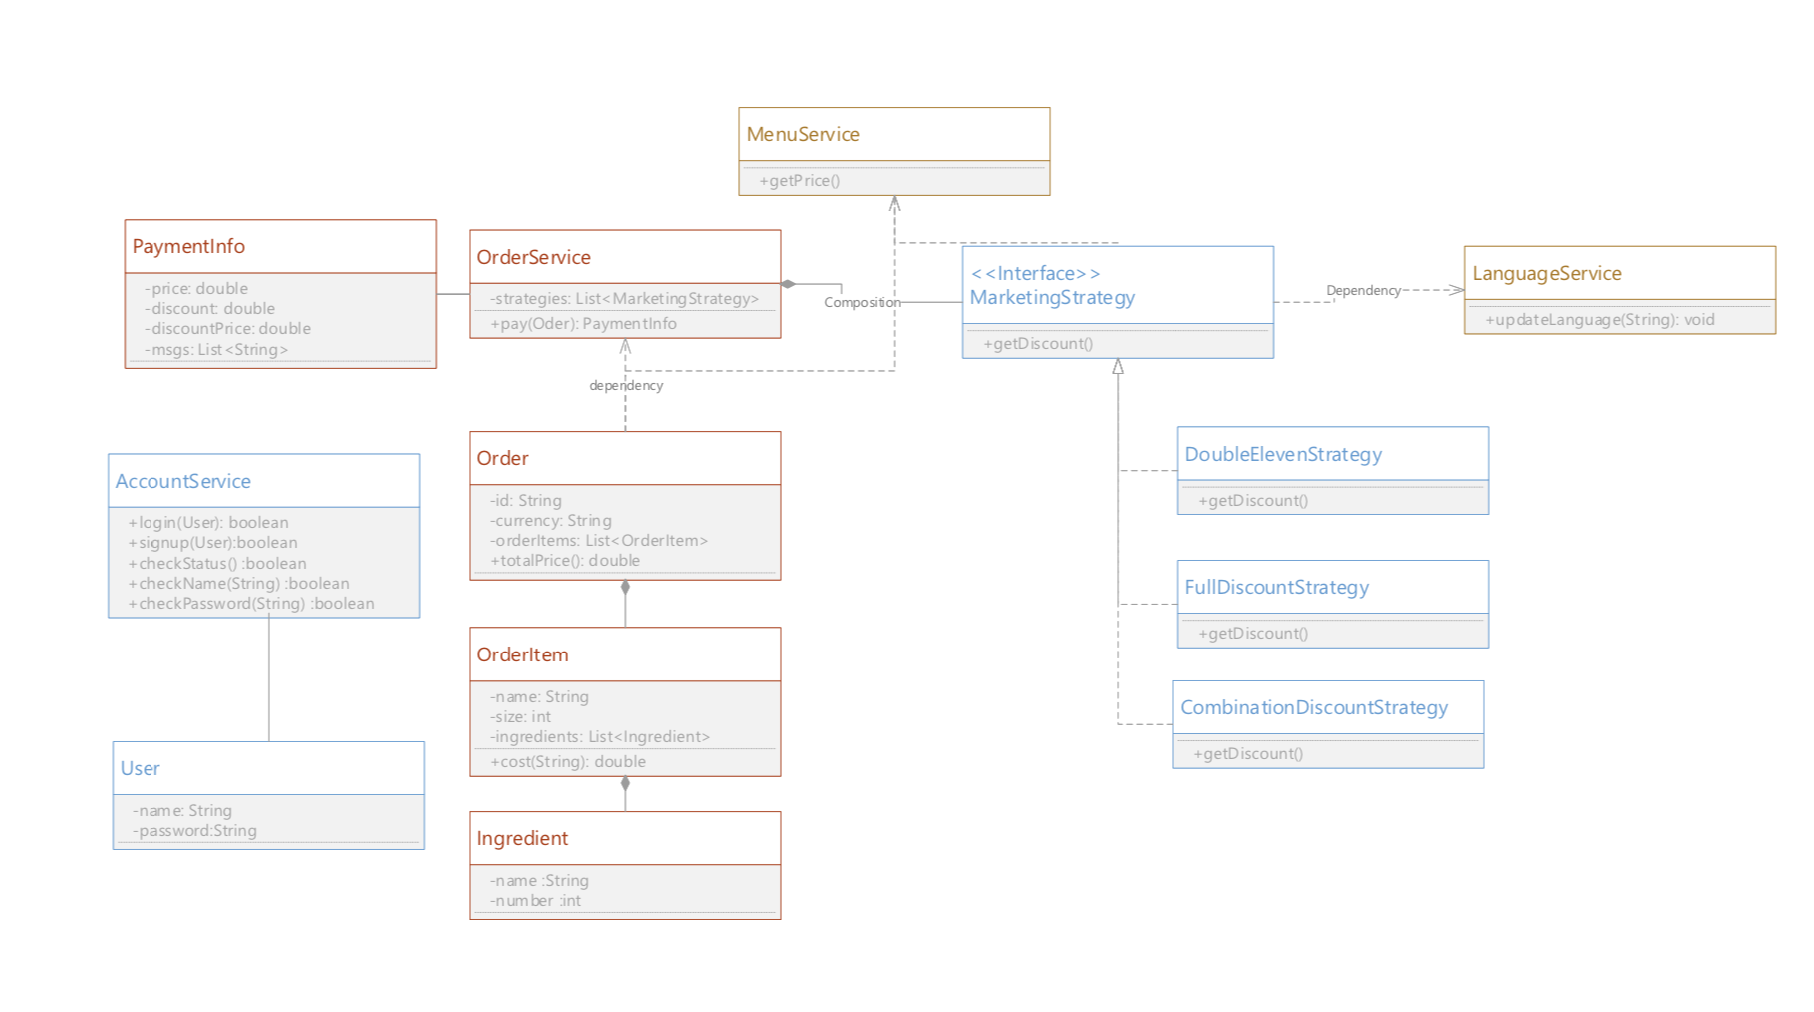 MenuService
+getPrice()
PaymentInfo
-price: double
-discount: double
-discountPrice: double
-msgs: List<String>
OrderService
-strategies: List<MarketingStrategy>
+pay(Oder): PaymentInfo
Composition
<<Interface>>
MarketingStrategy
+getDiscount()
Dependency
LanguageService
+updateLanguage(String): void
dependency
Order
-id: String
-currency: String
-orderItems: List<OrderItem>
+totalPrice(): double
AccountService
+login(User): boolean
+signup(User):boolean
+checkStatus() :boolean
+checkName(String) :boolean
+checkPassword(String) :boolean
DoubleElevenStrategy
+getDiscount()
FullDiscountStrategy
+getDiscount()
OrderItem
-name: String
-size: int
-ingredients: List<Ingredient>
+cost(String): double
CombinationDiscountStrategy
+getDiscount()
User
-name: String
-password:String
Ingredient
-name :String
-number :int